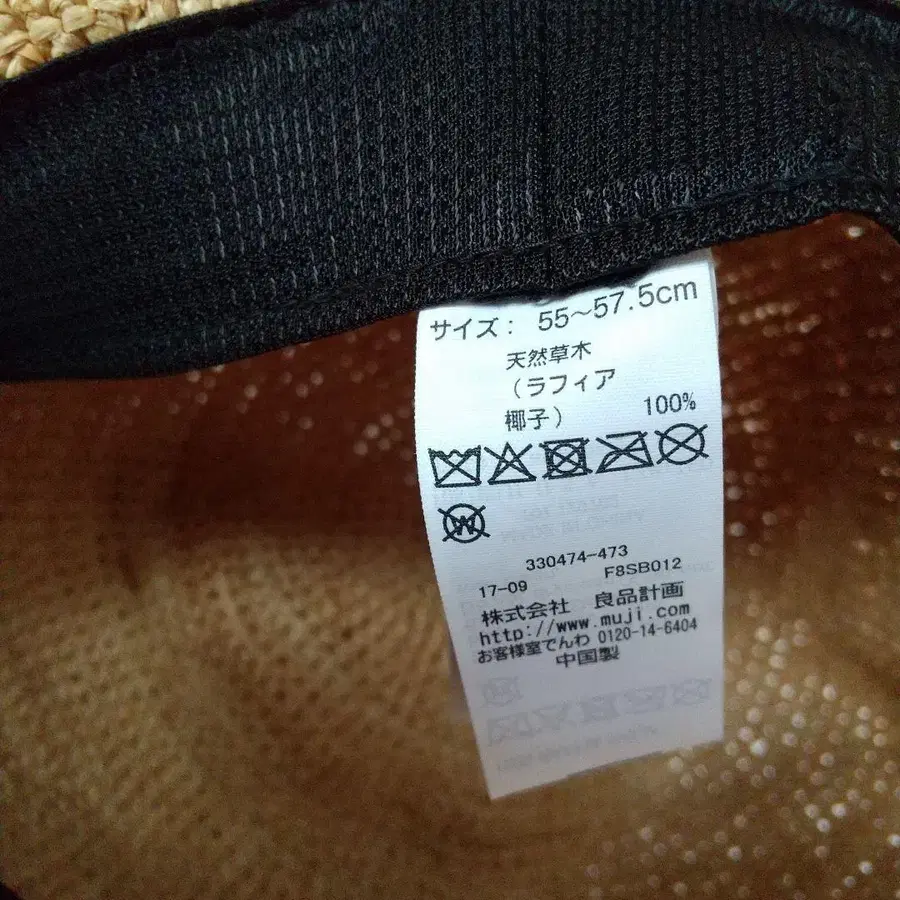 サイズ： 55～57.5cm
天然草木
（ラフィア
椰子） 100%
W
330474-473
17-09 F8SB012
株式会社 良品計画
http://www.muji.com
お客様室でんわ 0120-14-6404
中国製